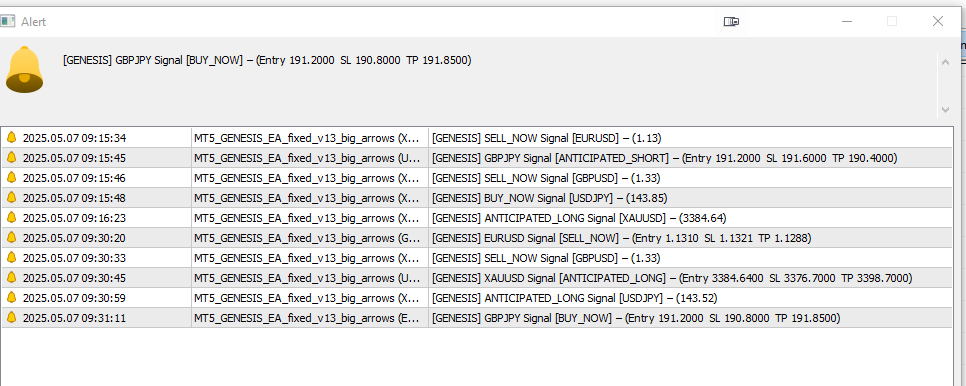 Alert
[GENESIS] GBPJPY Signal [BUY_NOW] – (Entry 191.2000 SL 190.8000 TP 191.8500)
2025.05.07 09:15:34 MT5_GENESIS_EA_fixed_v13_big_arrows (X... [GENESIS] SELL_NOW Signal [EURUSD] – (1.13)
2025.05.07 09:15:45 MT5_GENESIS_EA_fixed_v13_big_arrows (U... [GENESIS] GBPJPY Signal [ANTICIPATED_SHORT] – (Entry 191.2000 SL 191.6000 TP 190.4000)
2025.05.07 09:15:46 MT5_GENESIS_EA_fixed_v13_big_arrows (X... [GENESIS] SELL_NOW Signal [GBPUSD] – (1.33)
2025.05.07 09:15:48 MT5_GENESIS_EA_fixed_v13_big_arrows (X... [GENESIS] BUY_NOW Signal [USDJPY] – (143.85)
2025.05.07 09:16:23 MT5_GENESIS_EA_fixed_v13_big_arrows (X... [GENESIS] ANTICIPATED_LONG Signal [XAUUSD] – (3384.64)
2025.05.07 09:30:20 MT5_GENESIS_EA_fixed_v13_big_arrows (G... [GENESIS] EURUSD Signal [SELL_NOW] – (Entry 1.1310 SL 1.1321 TP 1.1288)
2025.05.07 09:30:33 MT5_GENESIS_EA_fixed_v13_big_arrows (X... [GENESIS] SELL_NOW Signal [GBPUSD] – (1.33)
2025.05.07 09:30:45 MT5_GENESIS_EA_fixed_v13_big_arrows (U... [GENESIS] XAUUSD Signal [ANTICIPATED_LONG] – (Entry 3384.6400 SL 3376.7000 TP 3398.7000)
2025.05.07 09:30:59 MT5_GENESIS_EA_fixed_v13_big_arrows (X... [GENESIS] ANTICIPATED_LONG Signal [USDJPY] – (143.52)
2025.05.07 09:31:11 MT5_GENESIS_EA_fixed_v13_big_arrows (E... [GENESIS] GBPJPY Signal [BUY_NOW] – (Entry 191.2000 SL 190.8000 TP 191.8500)